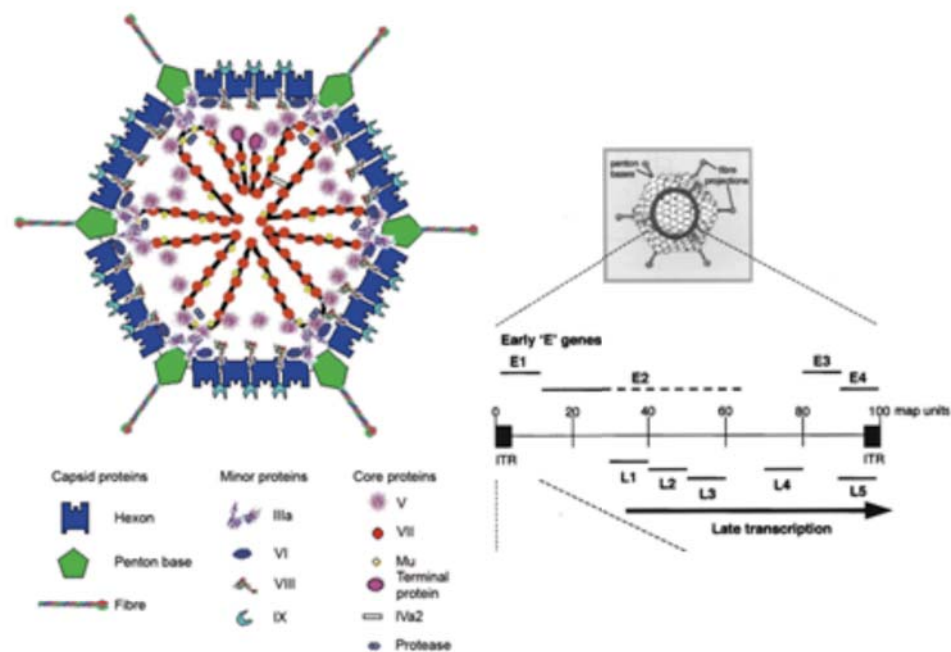 Capsid proteins
Hexon
Penton base
Fibre
Minor proteins
IIIa
VI
VIII
IX
Core proteins
V
VII
Mu
Terminal
protein
IVa2
Protease
penton
bases
fibre
projections
Early 'E' genes
E1
E2
E3
E4
0 20 40 60 80 100 map units
ITR
ITR
L1
L2
L3
L4
L5
Late transcription